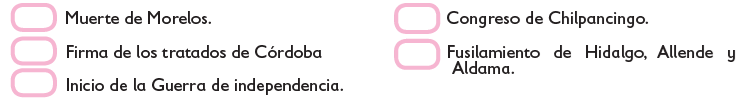 Muerte de Morelos.
Firma de los tratados de Córdoba
Inicio de la Guerra de independencia.
Congreso de Chilpancingo.
Fusilamiento de Hidalgo, Allende y
Aldama.